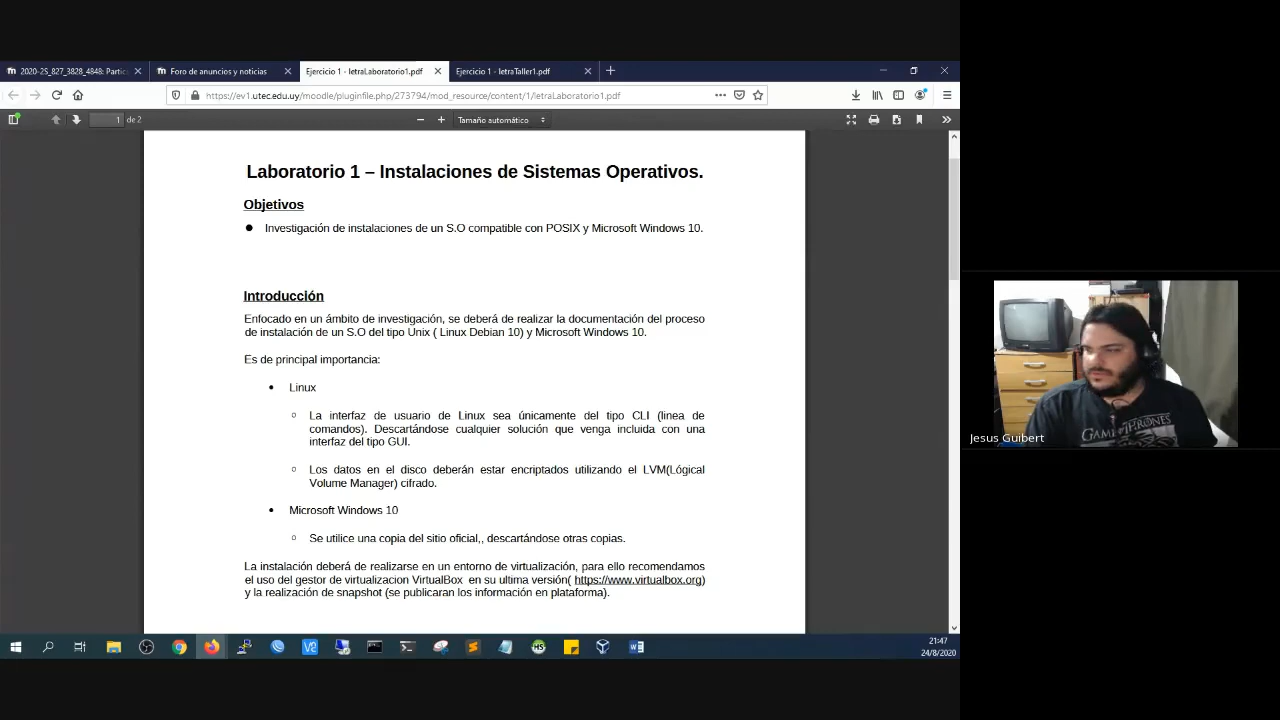 2020-2S_827_3828_4848: Partic
Foro de anuncios y noticias
Ejercicio 1 - letraLaboratorio1.pdf
Ejercicio 1 - letraTaller1.pdf
https://ev1.utec.edu.uy/moodle/pluginfile.php/273794/mod_resource/content/1/letraLaboratorio1.pdf
1 de 2
Tamaño automático
Laboratorio 1 – Instalaciones de Sistemas Operativos.
Objetivos
Investigación de instalaciones de un S.O compatible con POSIX y Microsoft Windows 10.
Introducción
Enfocado en un ámbito de investigación, se deberá de realizar la documentación del proceso
de instalación de un S.O del tipo Unix ( Linux Debian 10) y Microsoft Windows 10.
Es de principal importancia:
Linux
La interfaz de usuario de Linux sea únicamente del tipo CLI (linea de
comandos). Descartándose cualquier solución que venga incluida con una
interfaz del tipo GUI.
Los datos en el disco deberán estar encriptados utilizando el LVM(Lógical
Volume Manager) cifrado.
Microsoft Windows 10
Se utilice una copia del sitio oficial,, descartándose otras copias.
La instalación deberá de realizarse en un entorno de virtualización, para ello recomendamos
el uso del gestor de virtualizacion VirtualBox en su ultima versión( https://www.virtualbox.org)
y la realización de snapshot (se publicaran los información en plataforma).
21:47
24/8/2020
GAME OF THRONES
Jesus Guibert